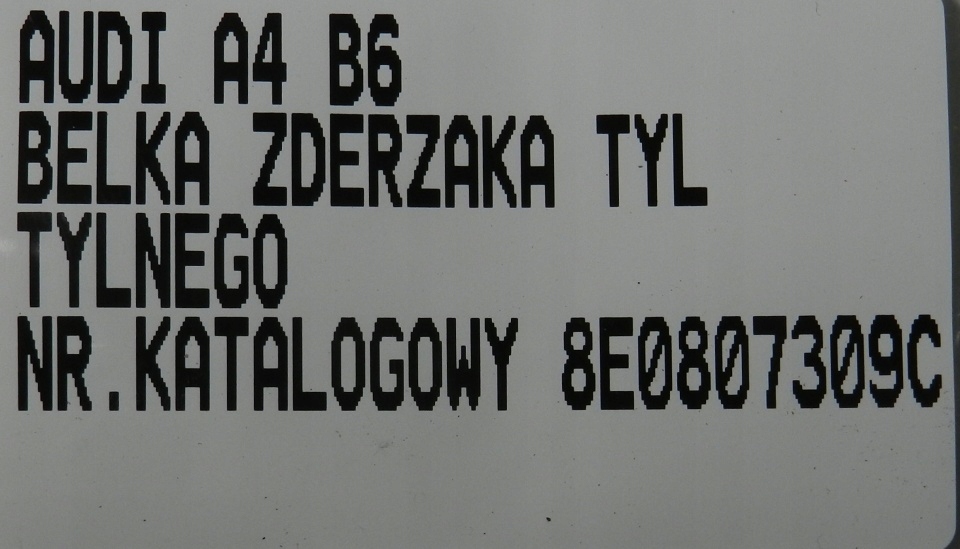 AUDI A4 B6
BELKA ZDERZAKA TYL
TYLNEGO
NR.KATALOGOWY 8E0807309C